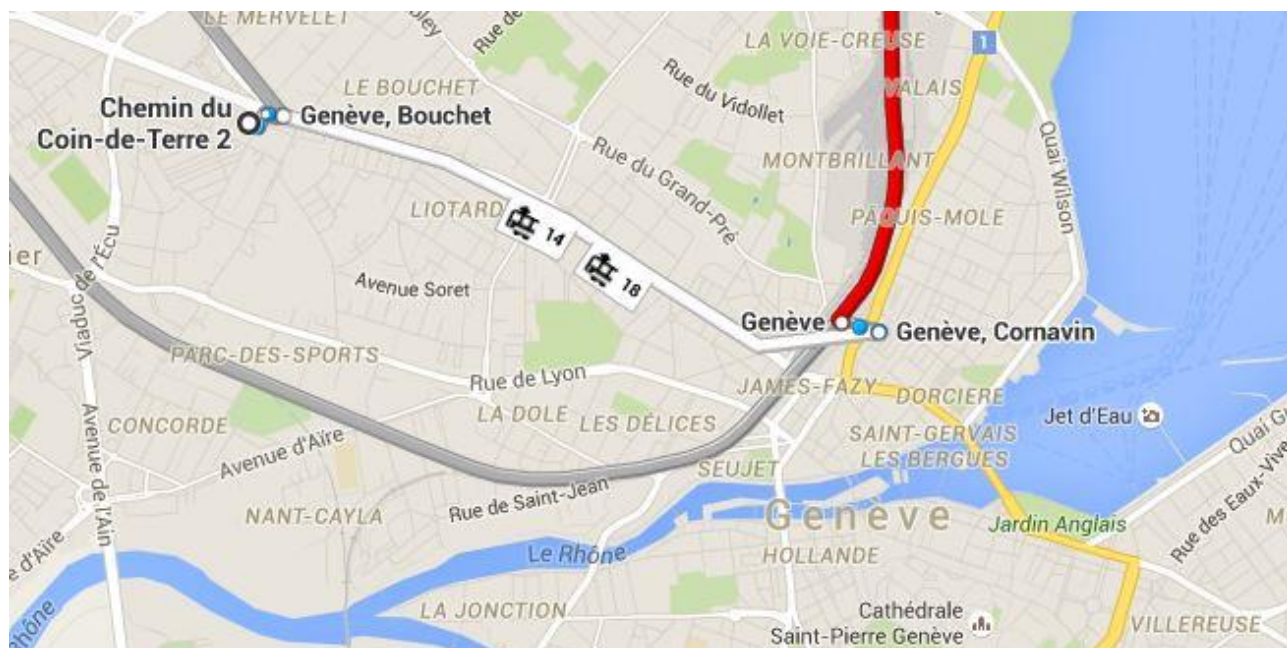 LE MERVELET
Rue de
LA VOIE-CREUSE
1
LE BOUCHET
VALAIS
Rue du Vidollet
Chemin du
Coin-de-Terre 2
Genève, Bouchet
MONTBRILLANT
Quai Wilson
Rue du Grand-Pré
LIOTARD
14
18
PÂQUIS-MOLE
Viaduc de l'Écu
Avenue Soret
Genève
Genève, Cornavin
PARC-DES-SPORTS
Rue de Lyon
JAMES-FAZY
DORCIERE
CONCORDE
LA DOLE
LES DÉLICES
Jet d'Eau
Avenue d'Aïre
SAINT-GERVAIS
LES BERGUES
Quai G
Avenue de l'Ain
SEUJET
Rue de Saint-Jean
Rue des Eaux-Vive
NANT-CAYLA
Genève
Jardin Anglais
e d'Aïre
Le Rhône
HOLLANDE
LA JONCTION
Cathédrale
Saint-Pierre Genève
VILLEREUSE
Rhône